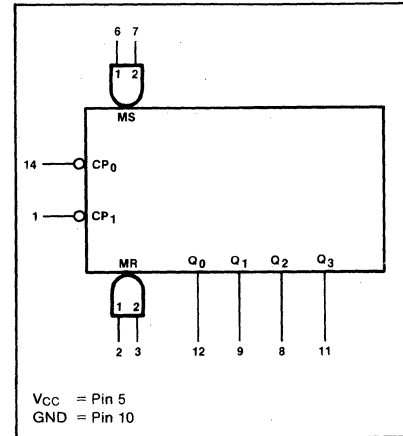 6 7
1 2
MS
14 CP0
1 CP1
MR Q0 Q1 Q2 Q3
1 2
2 3 12 9 8 11
VCC = Pin 5
GND = Pin 10